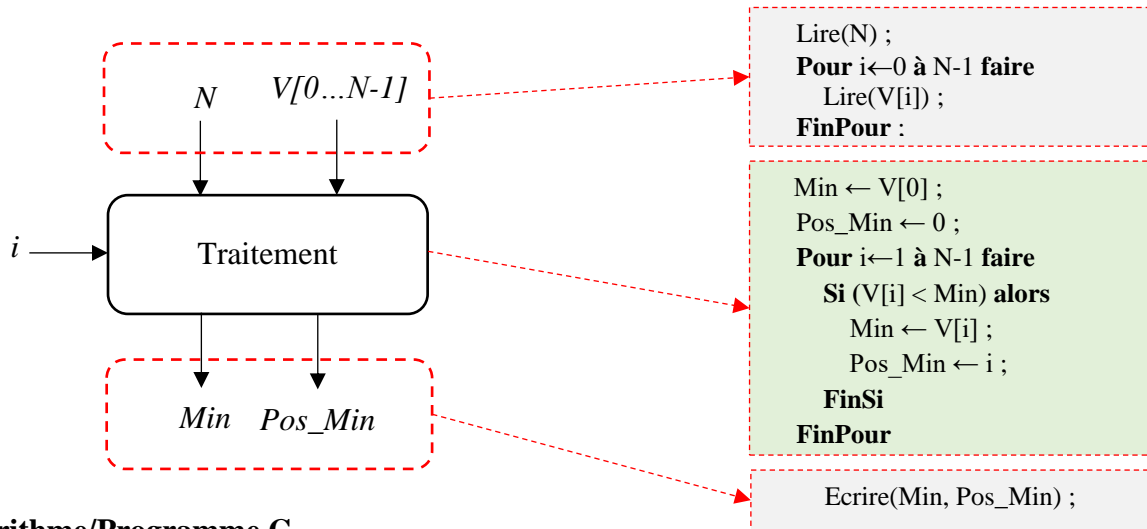 N V[0...N-1]
i
Traitement
Min Pos_Min
Lire(N) ;
Pour i←0 à N-1 faire
Lire(V[i]) ;
FinPour :
Min ← V[0] ;
Pos_Min ← 0 ;
Pour i←1 à N-1 faire
Si (V[i] < Min) alors
Min ← V[i] ;
Pos_Min ← i ;
FinSi
FinPour
Ecrire(Min, Pos_Min) ;